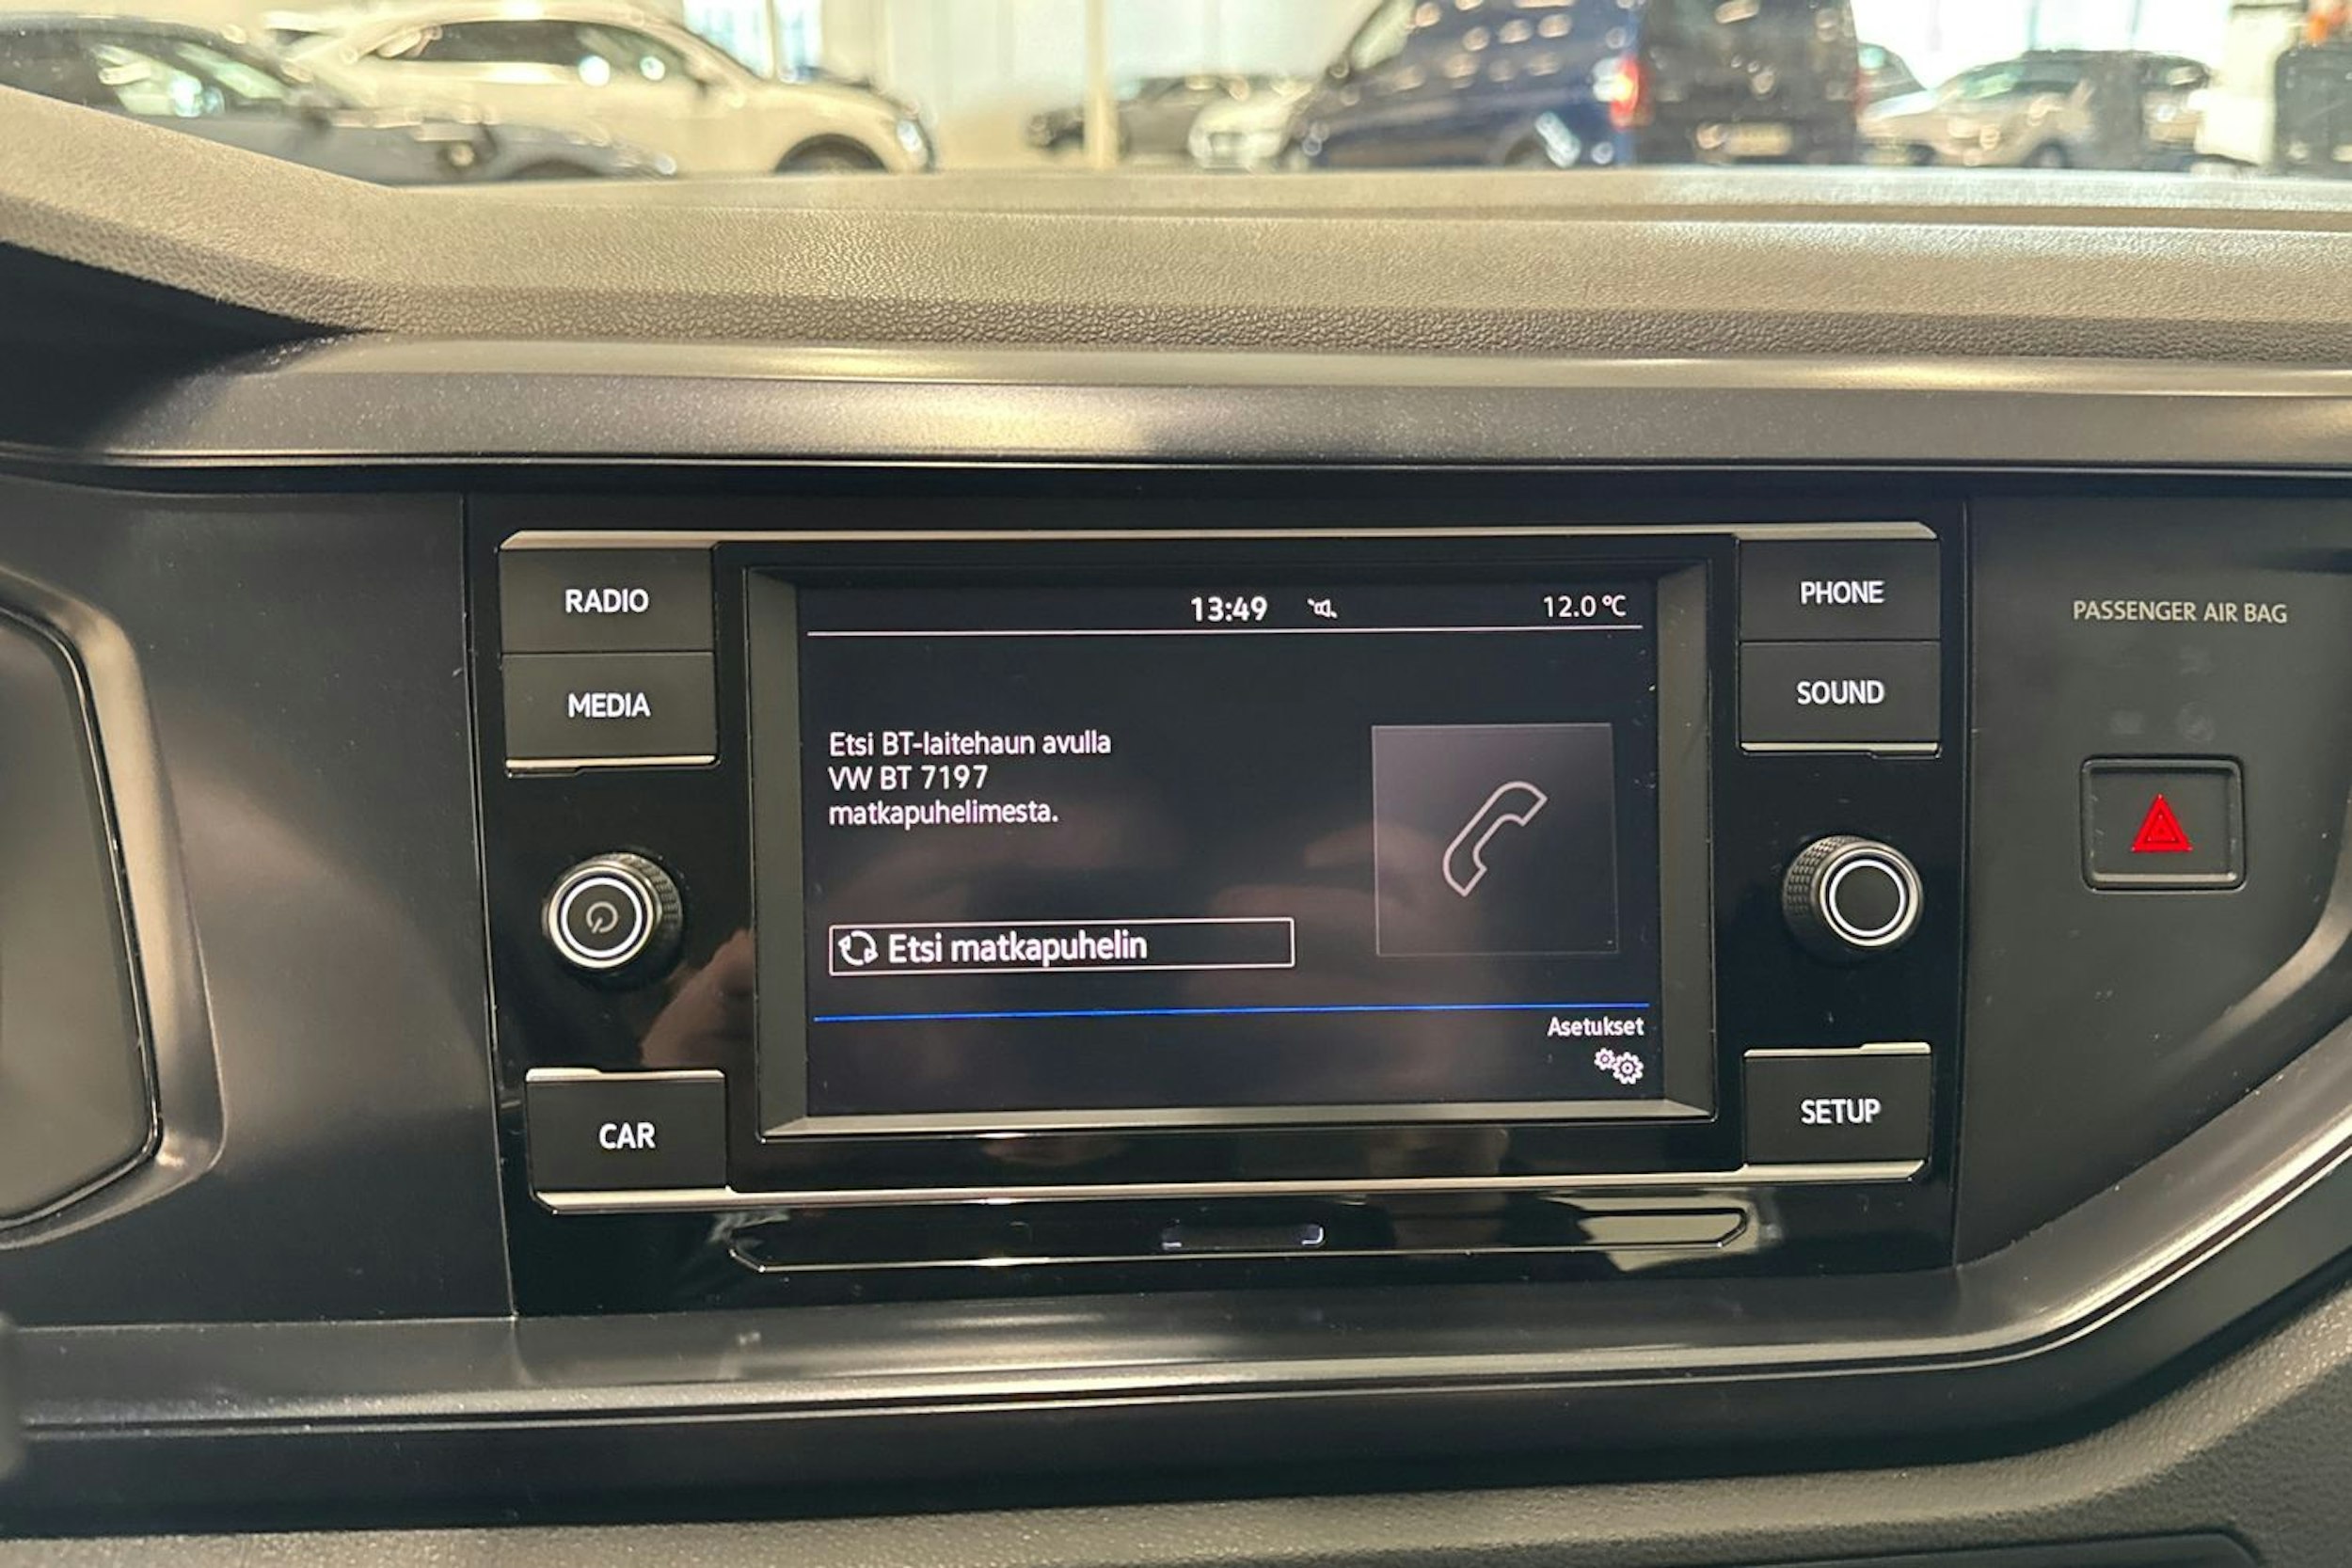 RADIO
MEDIA
CAR
13:49
12.0 °C
Etsi BT-laitehaun avulla
VW BT 7197
matkapuhelimesta.
Etsi matkapuhelin
Asetukset
PHONE
SOUND
SETUP
PASSENGER AIR BAG